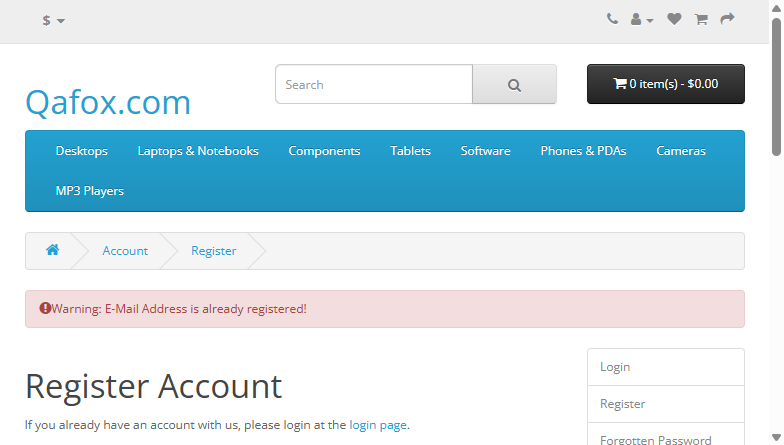 $
Search
0 item(s) - $0.00
Qafox.com
Desktops
Laptops & Notebooks
Components
Tablets
Software
Phones & PDAs
Cameras
MP3 Players
Account
Register
Warning: E-Mail Address is already registered!
Register Account
If you already have an account with us, please login at the login page.
Login
Register
Forgotten Password